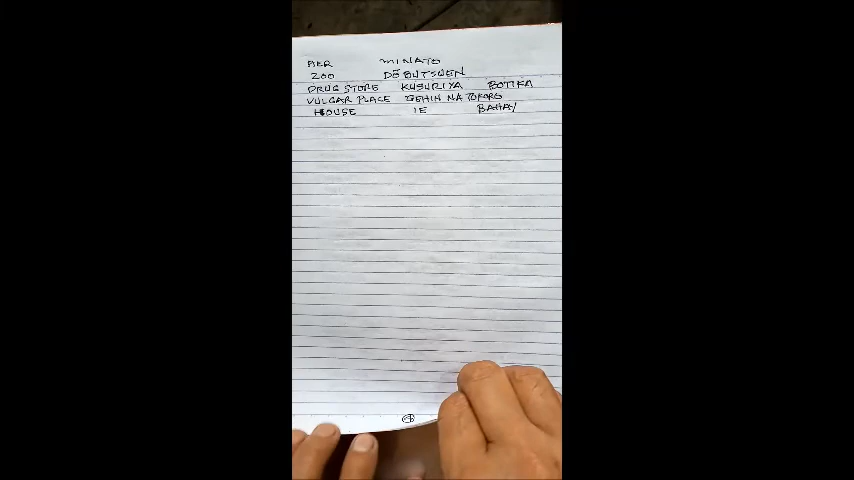 PIER MINATO
ZOO DŌBUTSUEN
DRUG STORE KUSURIYA BOTIKA
VULGAR PLACE GEHIN NA TOKORO
HOUSE IE BAHAY